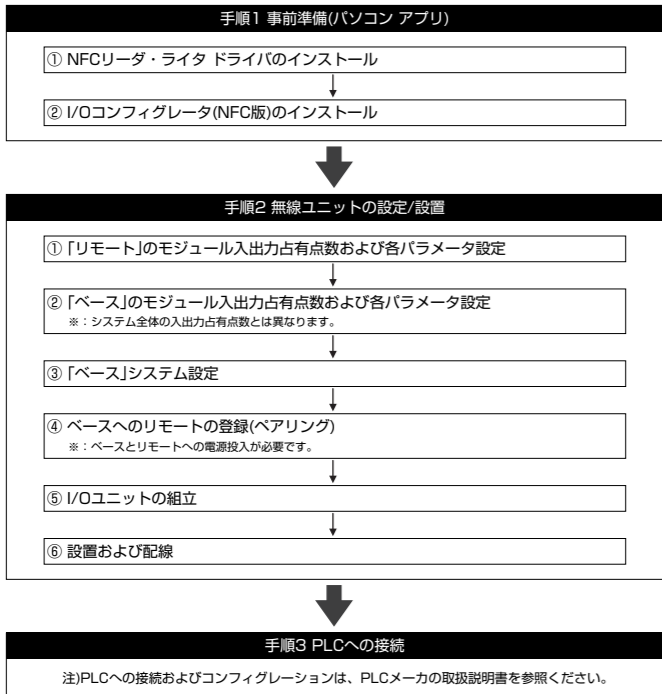 手順1 事前準備(パソコン アプリ)
① NFCリーダ・ライタ ドライバのインストール
② I/Oコンフィグレータ(NFC版)のインストール
手順2 無線ユニットの設定/設置
① 「リモート」のモジュール入出力占有点数および各パラメータ設定
② 「ベース」のモジュール入出力占有点数および各パラメータ設定
※：システム全体の入出力占有点数とは異なります。
③ 「ベース」システム設定
④ ベースへのリモートの登録(ペアリング)
※：ベースとリモートへの電源投入が必要です。
⑤ I/Oユニットの組立
⑥ 設置および配線
手順3 PLCへの接続
注)PLCへの接続およびコンフィグレーションは、PLCメーカの取扱説明書を参照ください。